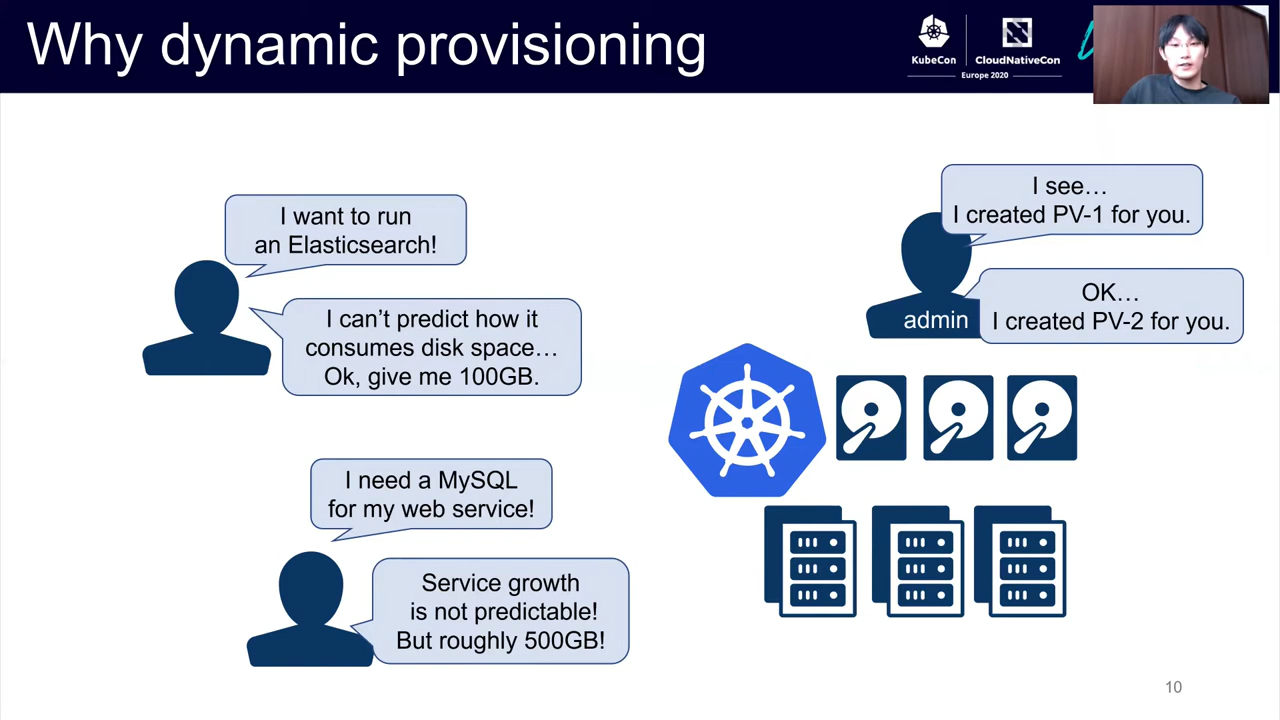 Why dynamic provisioning
KubeCon
CloudNativeCon
Europe 2020
I want to run
an Elasticsearch!
I can't predict how it
consumes disk space…
Ok, give me 100GB.
I see…
I created PV-1 for you.
OK…
I created PV-2 for you.
admin
I need a MySQL
for my web service!
Service growth
is not predictable!
But roughly 500GB!
10